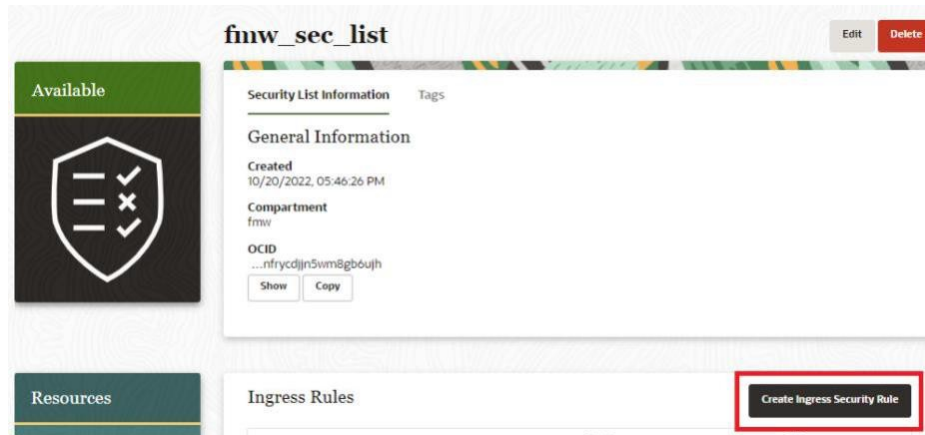 fmw_sec_list
Edit
Delete
Available
Security List Information Tags
General Information
Created
10/20/2022, 05:46:26 PM
Compartment
fmw
OCID
...nfrycdjjn5wm8gb6ujh
Show Copy
Resources
Ingress Rules
Create Ingress Security Rule